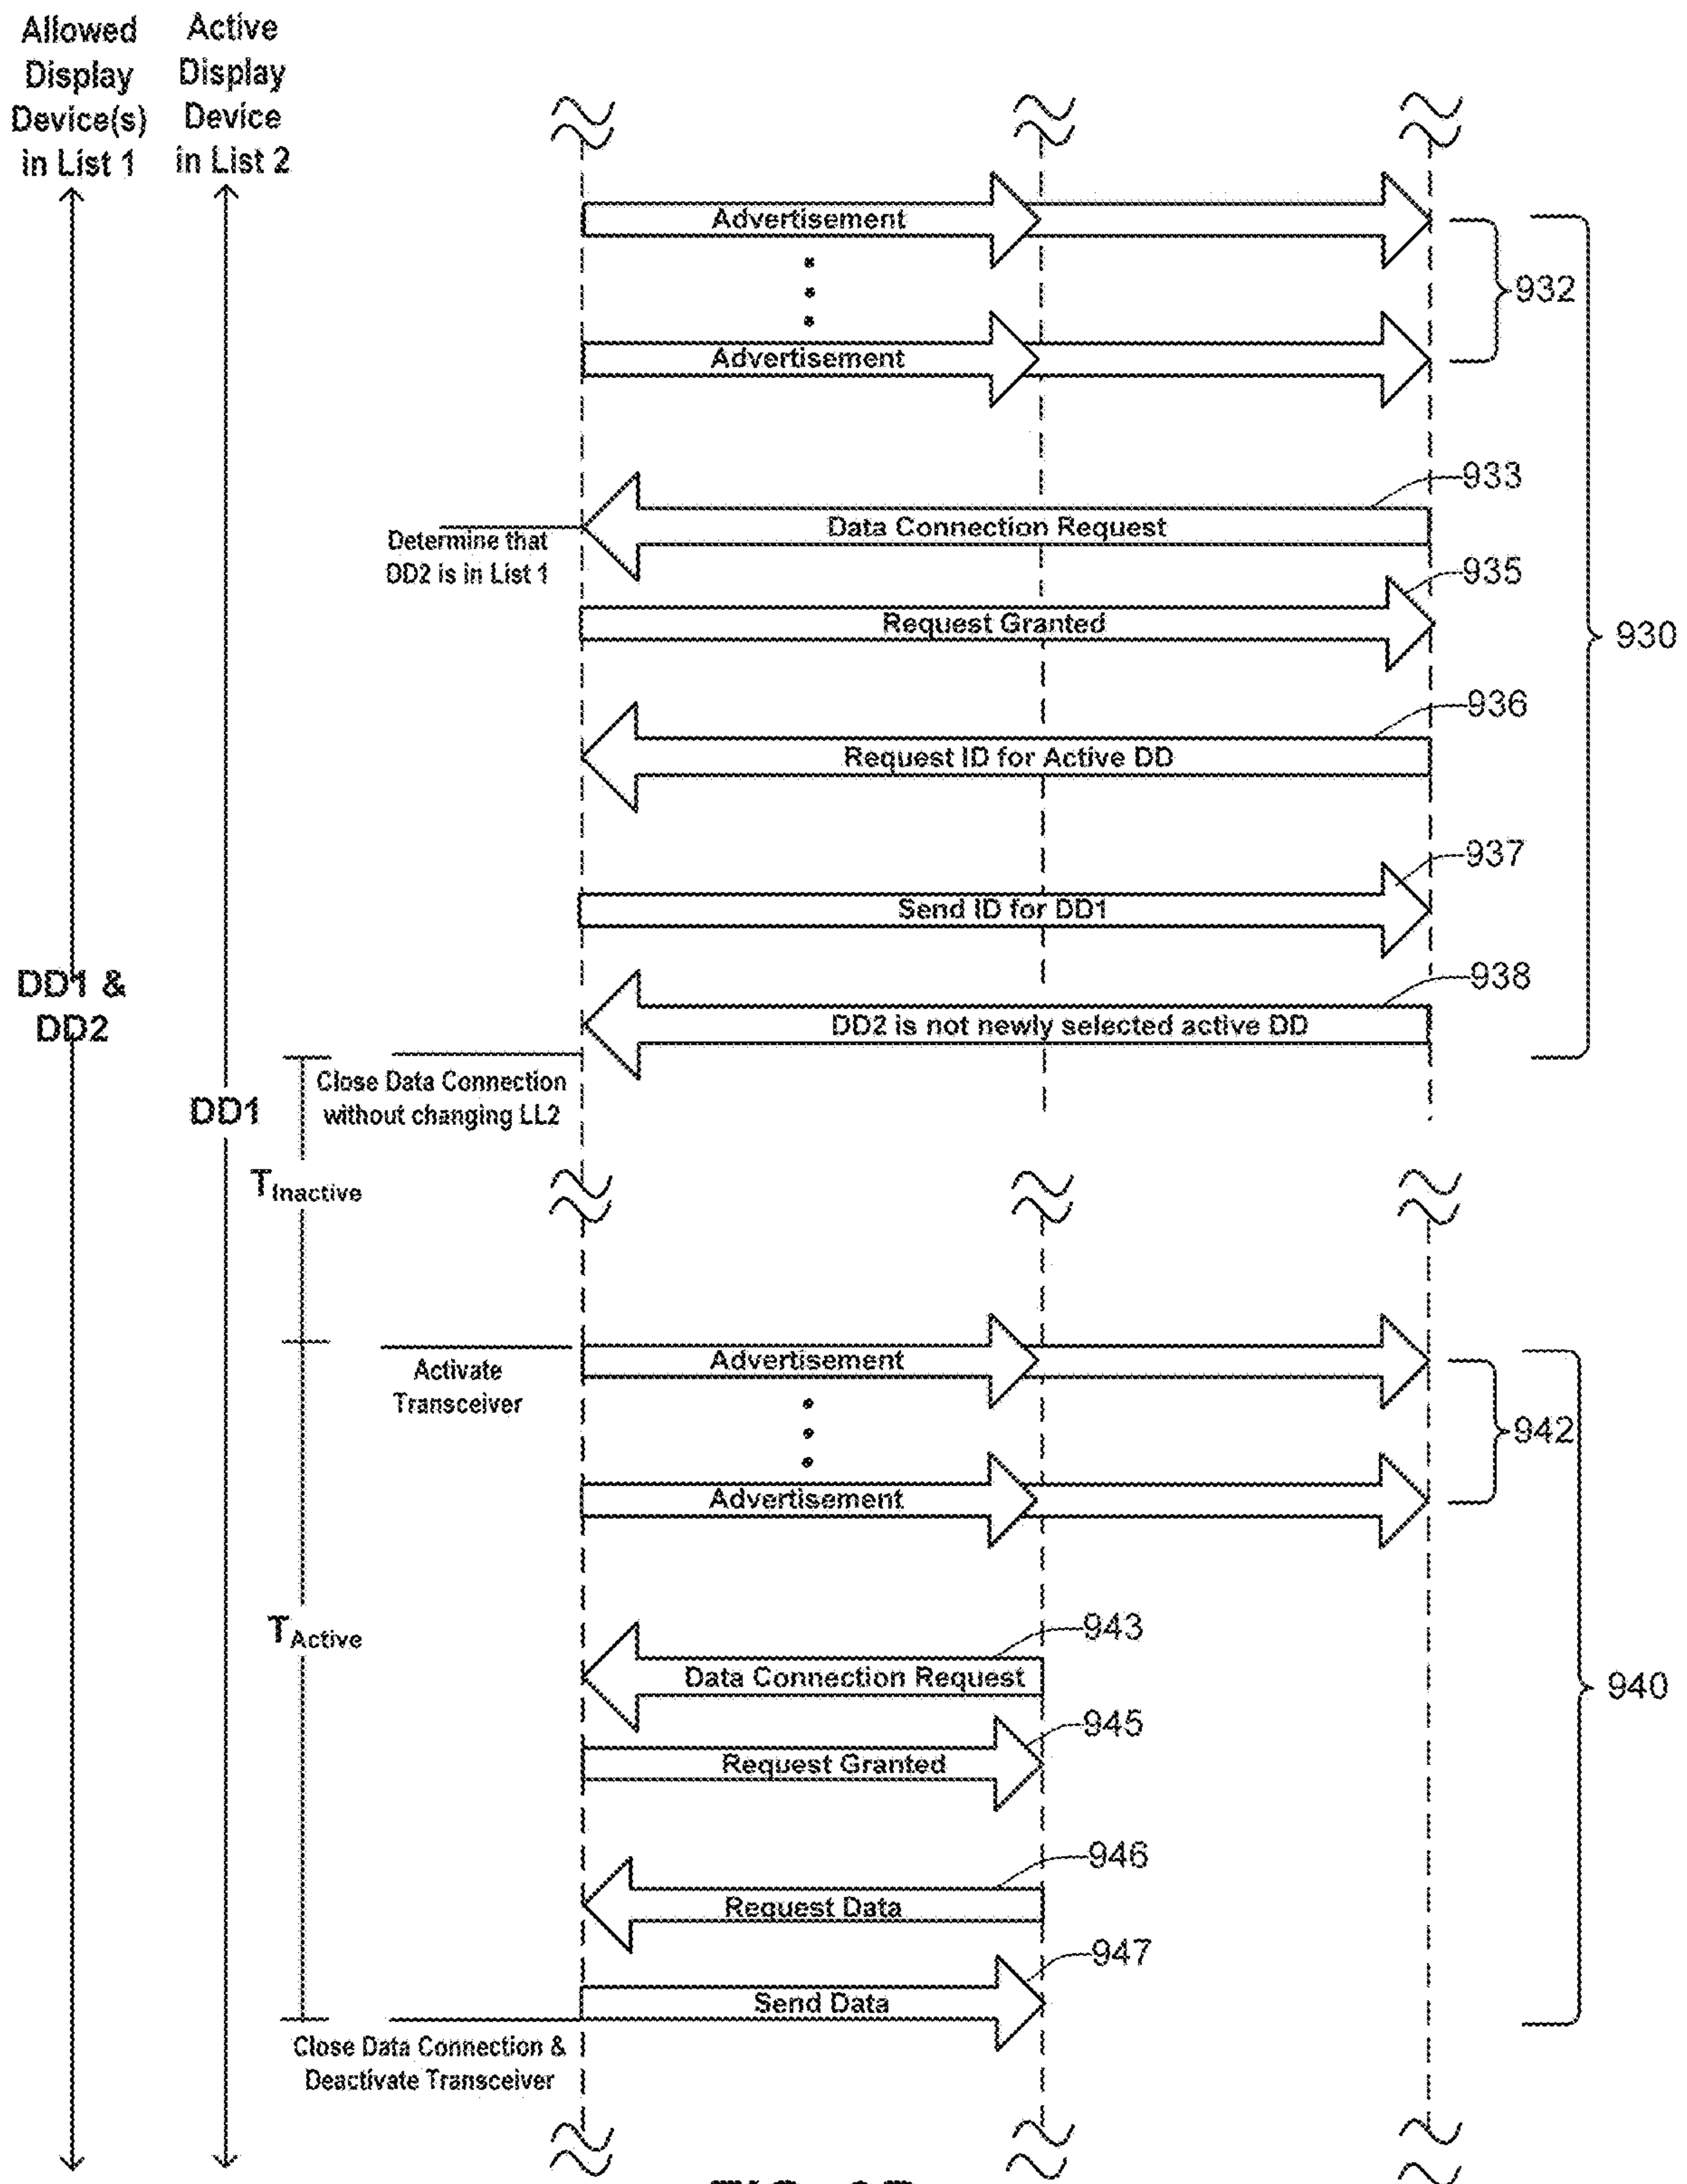 Allowed
Display
Device(s)
in List 1
Active
Display
Device
in List 2
Advertisement
932
Advertisement
933
Data Connection Request
Determine that
DD2 is in List 1
935
Request Granted
930
936
Request ID for Active DD
937
Send ID for DD1
938
DD1 &
DD2
DD2 is not newly selected active DD
Close Data Connection
without changing LL2
DD1
TInactive
Activate
Transceiver
Advertisement
942
Advertisement
TActive
943
Data Connection Request
940
945
Request Granted
946
Request Data
947
Send Data
Close Data Connection &
Deactivate Transceiver